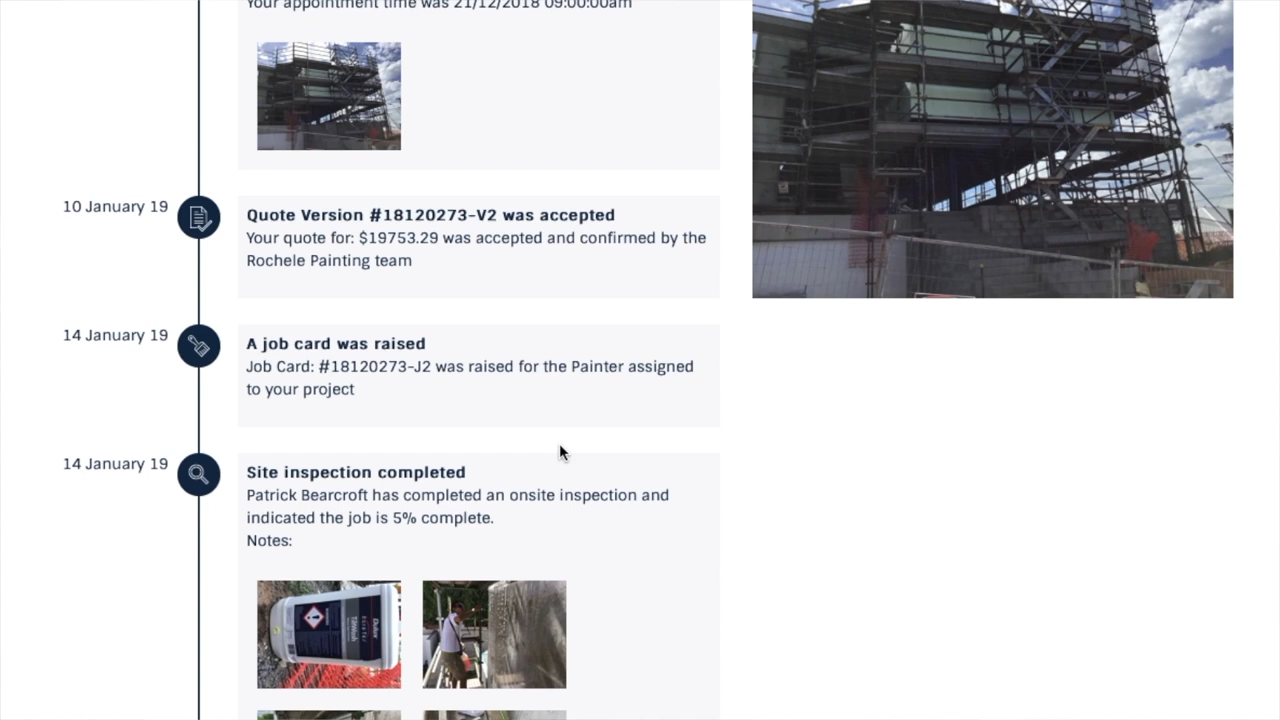 Your appointment time was 21/12/2018 09:00:00am
10 January 19
Quote Version #18120273-V2 was accepted
Your quote for: $19753.29 was accepted and confirmed by the
Rochele Painting team
14 January 19
A job card was raised
Job Card: #18120273-J2 was raised for the Painter assigned
to your project
14 January 19
Site inspection completed
Patrick Bearcroft has completed an onsite inspection and
indicated the job is 5% complete.
Notes:
Dulux